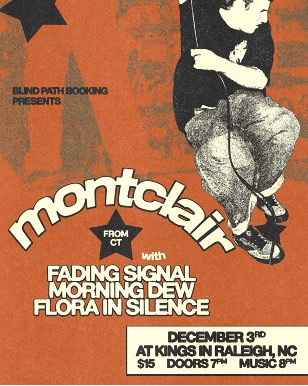 BLIND PATH BOOKING
PRESENTS
montclair
FROM
CT
with
FADING SIGNAL
MORNING DEW
FLORA IN SILENCE
DECEMBER 3RD
AT KINGS IN RALEIGH, NC
$15 DOORS 7PM MUSIC 8PM